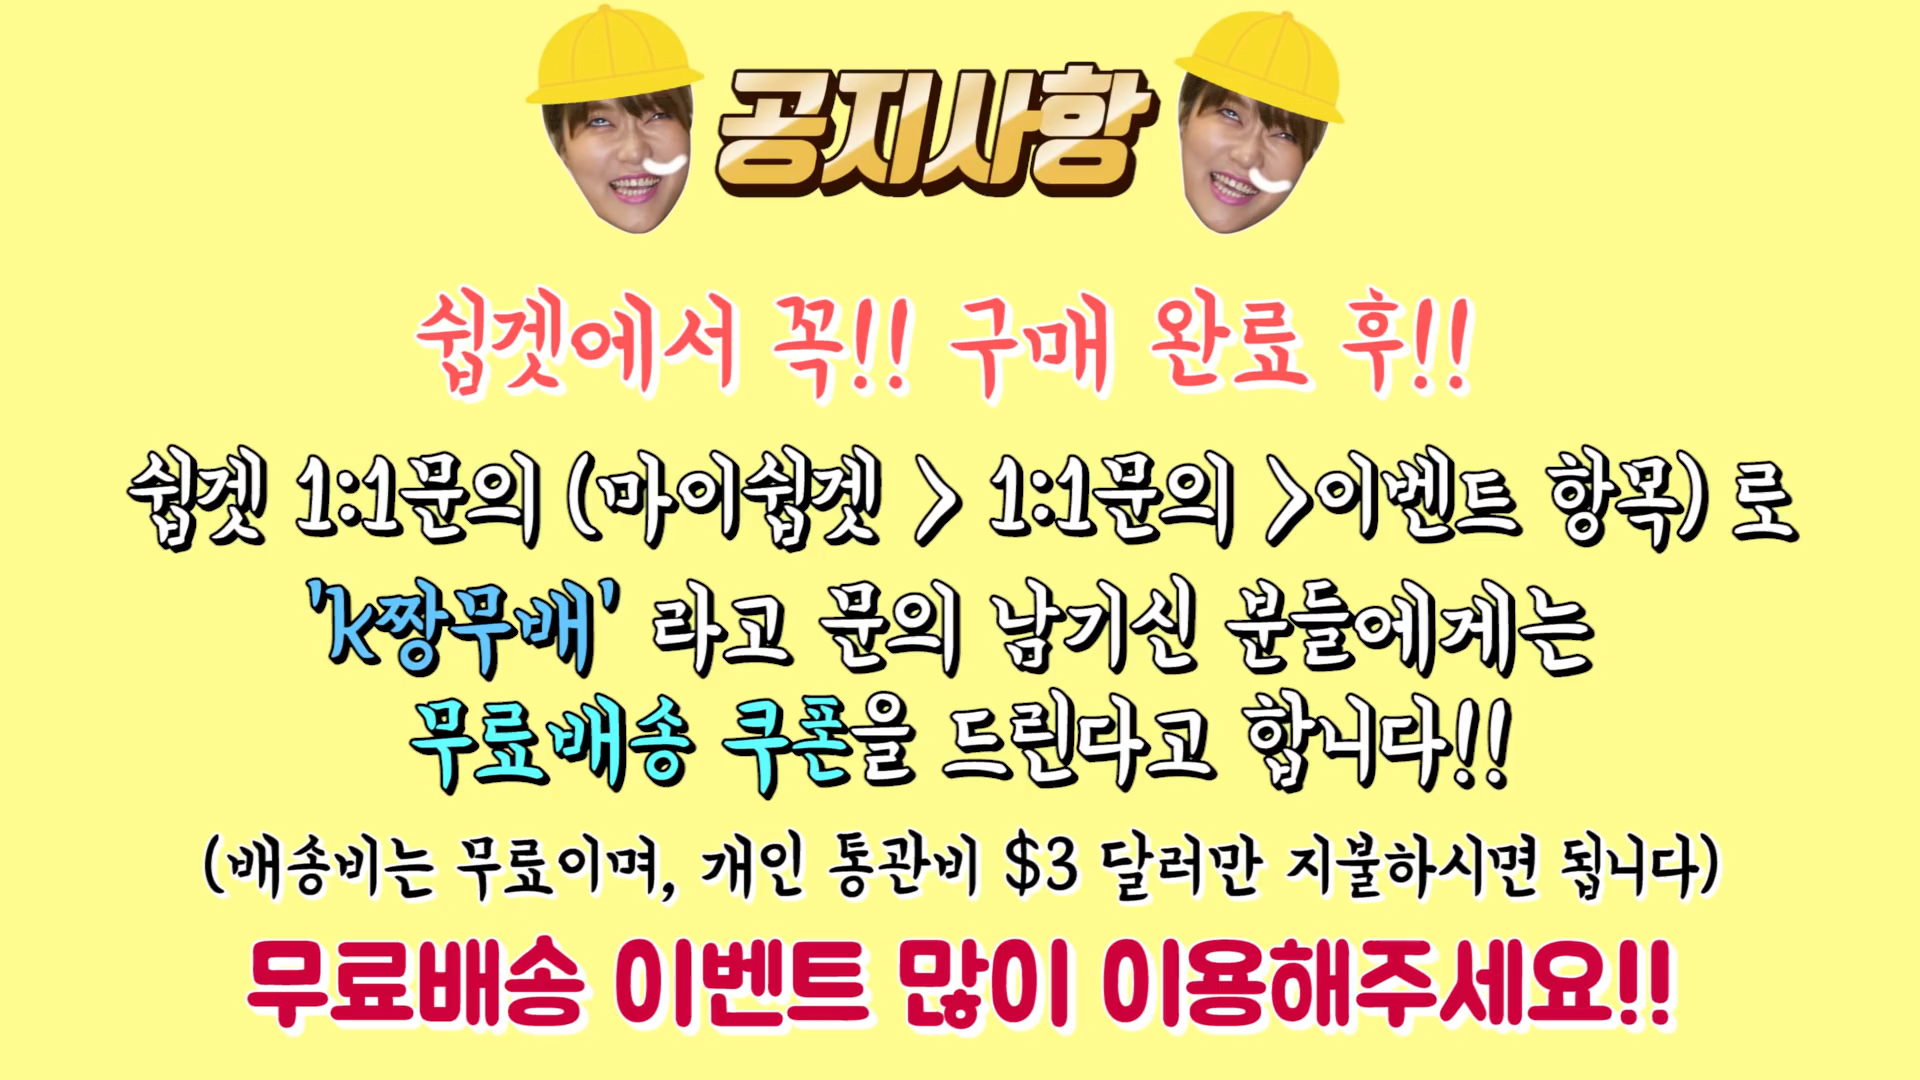 공지사항
쉽겟에서 꼭!! 구매 완료 후!!
쉽겟 1:1문의 (마이쉽겟 > 1:1문의 >이벤트 항목) 로
'k짱무배' 라고 문의 남기신 분들에게는
무료배송 쿠폰을 드린다고 합니다!!
(배송비는 무료이며, 개인 통관비 $3 달러만 지불하시면 됩니다)
무료배송 이벤트 많이 이용해주세요!!